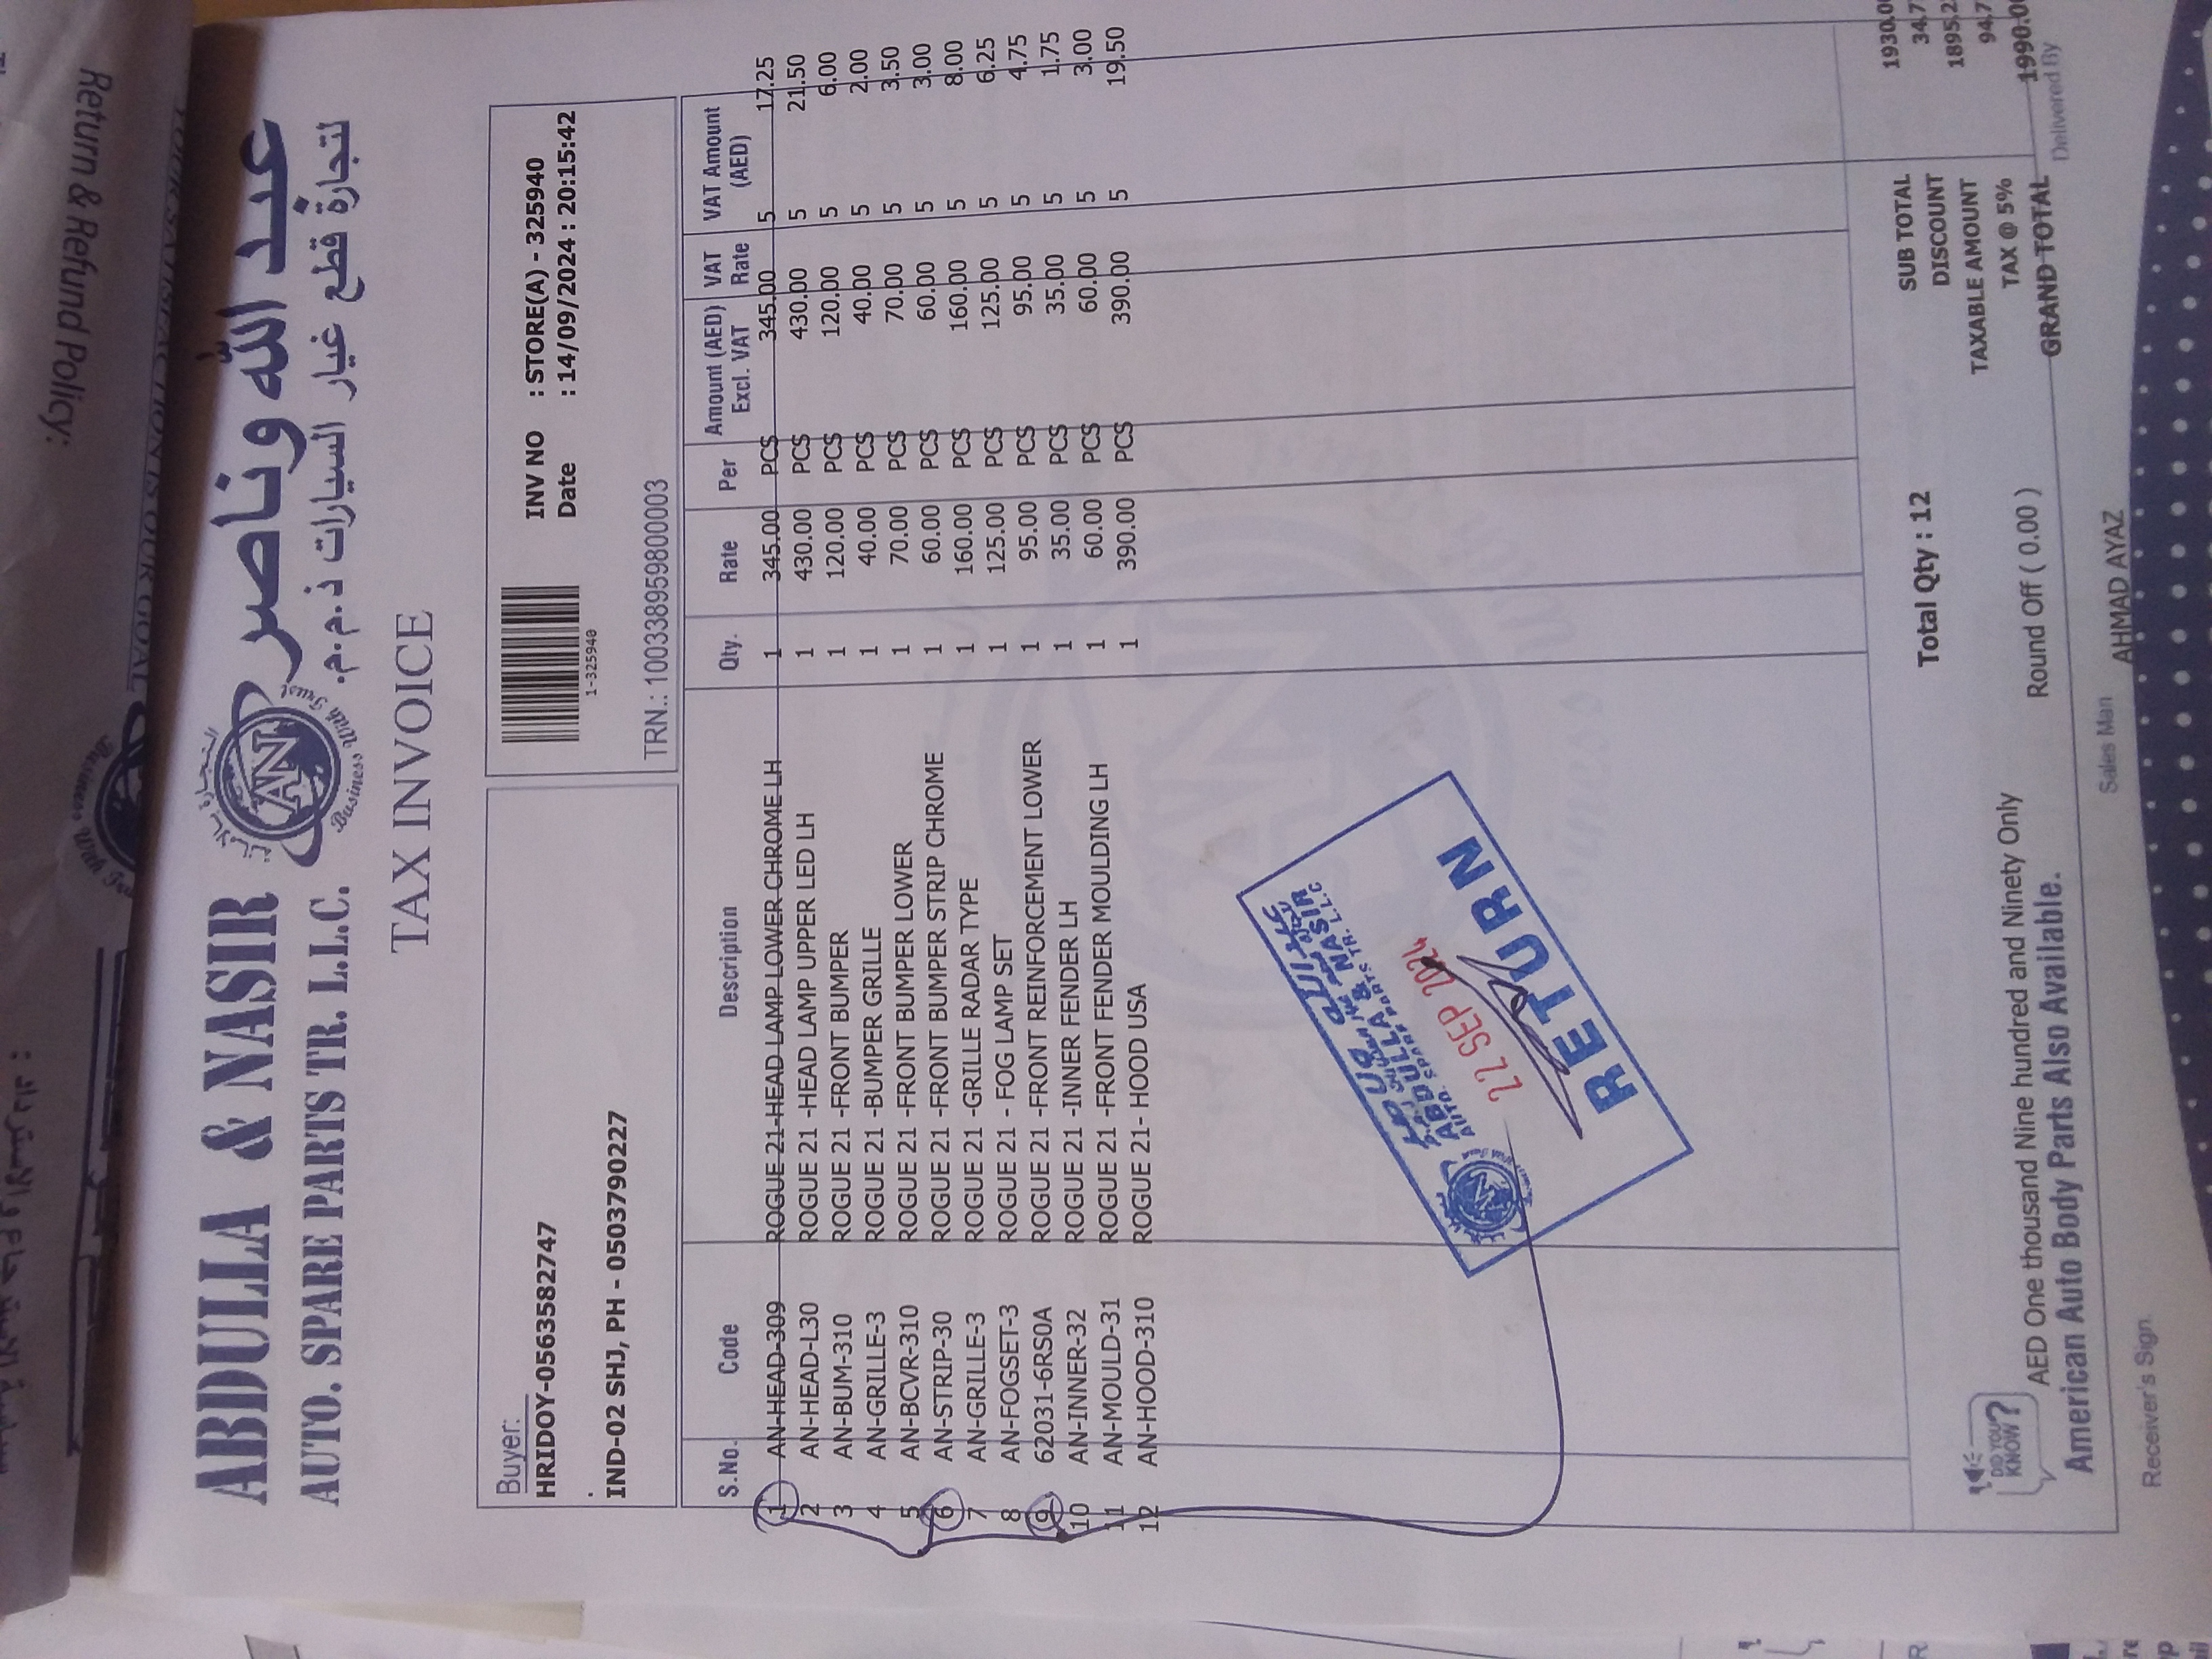 Return & Refund Policy:
ABDULLA & NASIR عبد الله وناصر
AUTO. SPARE PARTS TR. L.L.C. لتجارة قطع غيار السيارات ذ.م.م.
AN
Business With Trust
TAX INVOICE
Buyer:
HRIDOY-0563582747
.
IND-02 SHJ, PH - 0503790227
1-325940
INV NO : STORE(A) - 325940
Date : 14/09/2024 : 20:15:42
TRN.: 100338959800003
S.No. Code Description Qty. Rate Per Amount (AED) Excl. VAT VAT Rate VAT Amount (AED)
1 AN-HEAD-309 ROGUE 21-HEAD LAMP LOWER CHROME LH 1 345.00 PCS 345.00 5 17.25
2 AN-HEAD-L30 ROGUE 21 -HEAD LAMP UPPER LED LH 1 430.00 PCS 430.00 5 21.50
3 AN-BUM-310 ROGUE 21 -FRONT BUMPER 1 120.00 PCS 120.00 5 6.00
4 AN-GRILLE-3 ROGUE 21 -BUMPER GRILLE 1 40.00 PCS 40.00 5 2.00
5 AN-BCVR-310 ROGUE 21 -FRONT BUMPER LOWER 1 70.00 PCS 70.00 5 3.50
6 AN-STRIP-30 ROGUE 21 -FRONT BUMPER STRIP CHROME 1 60.00 PCS 60.00 5 3.00
7 AN-GRILLE-3 ROGUE 21 -GRILLE RADAR TYPE 1 160.00 PCS 160.00 5 8.00
8 AN-FOGSET-3 ROGUE 21 - FOG LAMP SET 1 125.00 PCS 125.00 5 6.25
9 62031-6RS0A ROGUE 21 -FRONT REINFORCEMENT LOWER 1 95.00 PCS 95.00 5 4.75
10 AN-INNER-32 ROGUE 21 -INNER FENDER LH 1 35.00 PCS 35.00 5 1.75
11 AN-MOULD-31 ROGUE 21 -FRONT FENDER MOULDING LH 1 60.00 PCS 60.00 5 3.00
12 AN-HOOD-310 ROGUE 21- HOOD USA 1 390.00 PCS 390.00 5 19.50
ABDULLA & NASIR
AUTO. SPARE PARTS TR. L.L.C
22 SEP 2024
RETURN
SUB TOTAL 1930.00
Total Qty : 12 DISCOUNT 34.7
TAXABLE AMOUNT 1895.2
TAX @ 5% 94.7
Round Off ( 0.00 ) GRAND TOTAL 1990.00
DID YOU KNOW?
AED One thousand Nine hundred and Ninety Only
American Auto Body Parts Also Available.
Receiver's Sign. Sales Man AHMAD AYAZ Delivered By